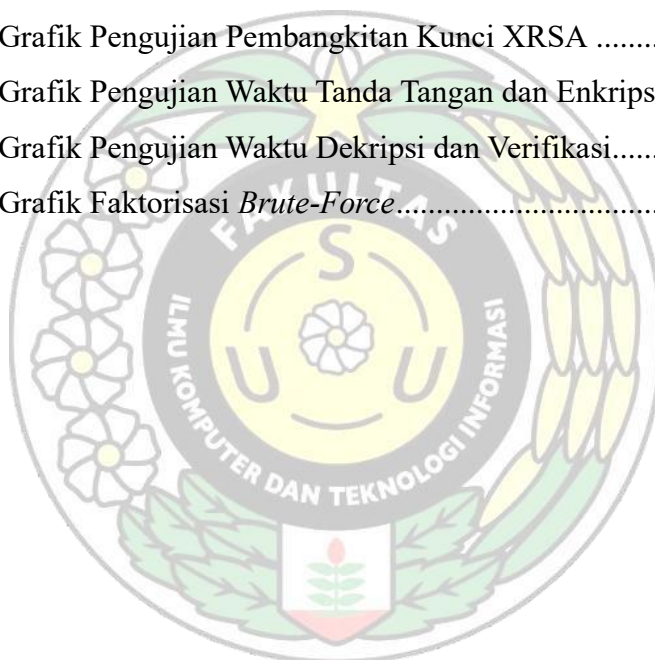 Grafik Pengujian Pembangkitan Kunci XRSA ........
Grafik Pengujian Waktu Tanda Tangan dan Enkrips
Grafik Pengujian Waktu Dekripsi dan Verifikasi.....
Grafik Faktorisasi Brute-Force...............................
FAKULTAS
U S U
ILMU KOMPUTER DAN TEKNOLOGI INFORMASI